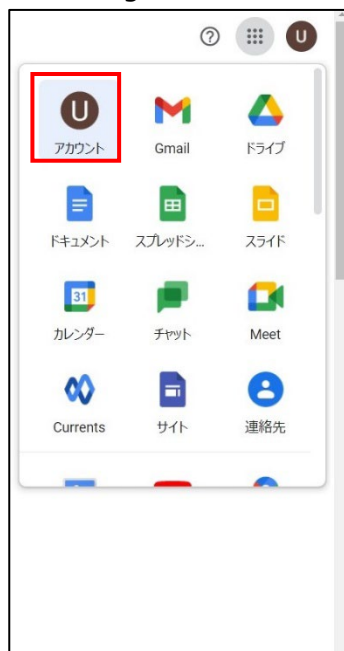 U
U
アカウント
Gmail
ドライブ
ドキュメント
スプレッドシ...
スライド
31
カレンダー
チャット
Meet
Currents
サイト
連絡先